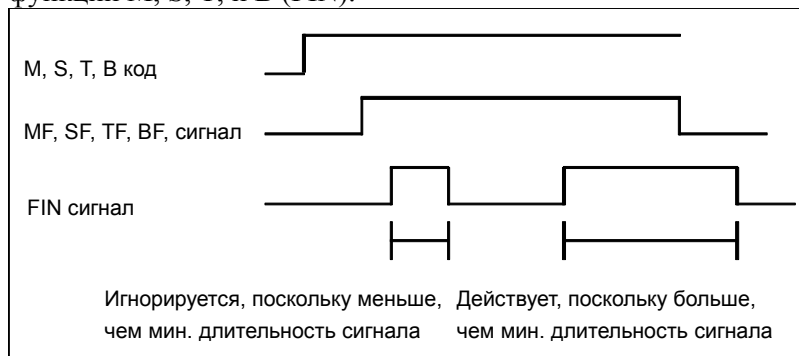 функций M, S, T, и B (FIN).
M, S, T, B код
MF, SF, TF, BF, сигнал
FIN сигнал
Игнорируется, поскольку меньше, Действует, поскольку больше,
чем мин. длительность сигнала чем мин. длительность сигнала